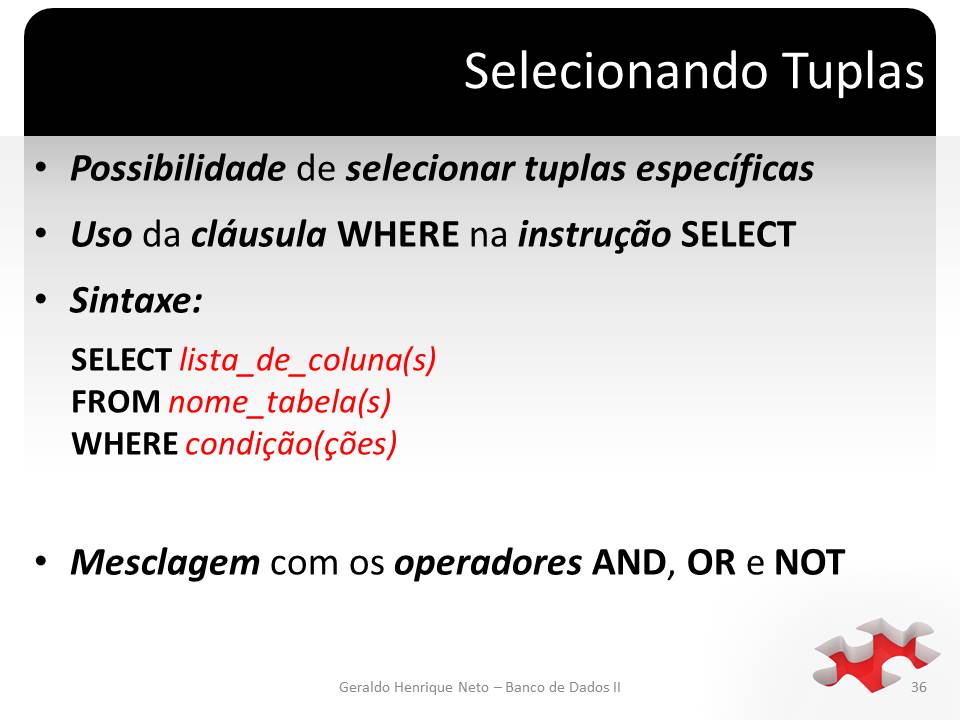 Selecionando Tuplas
• Possibilidade de selecionar tuplas específicas
• Uso da cláusula WHERE na instrução SELECT
• Sintaxe:
SELECT lista_de_coluna(s)
FROM nome_tabela(s)
WHERE condição(ções)
• Mesclagem com os operadores AND, OR e NOT
Geraldo Henrique Neto – Banco de Dados II
36